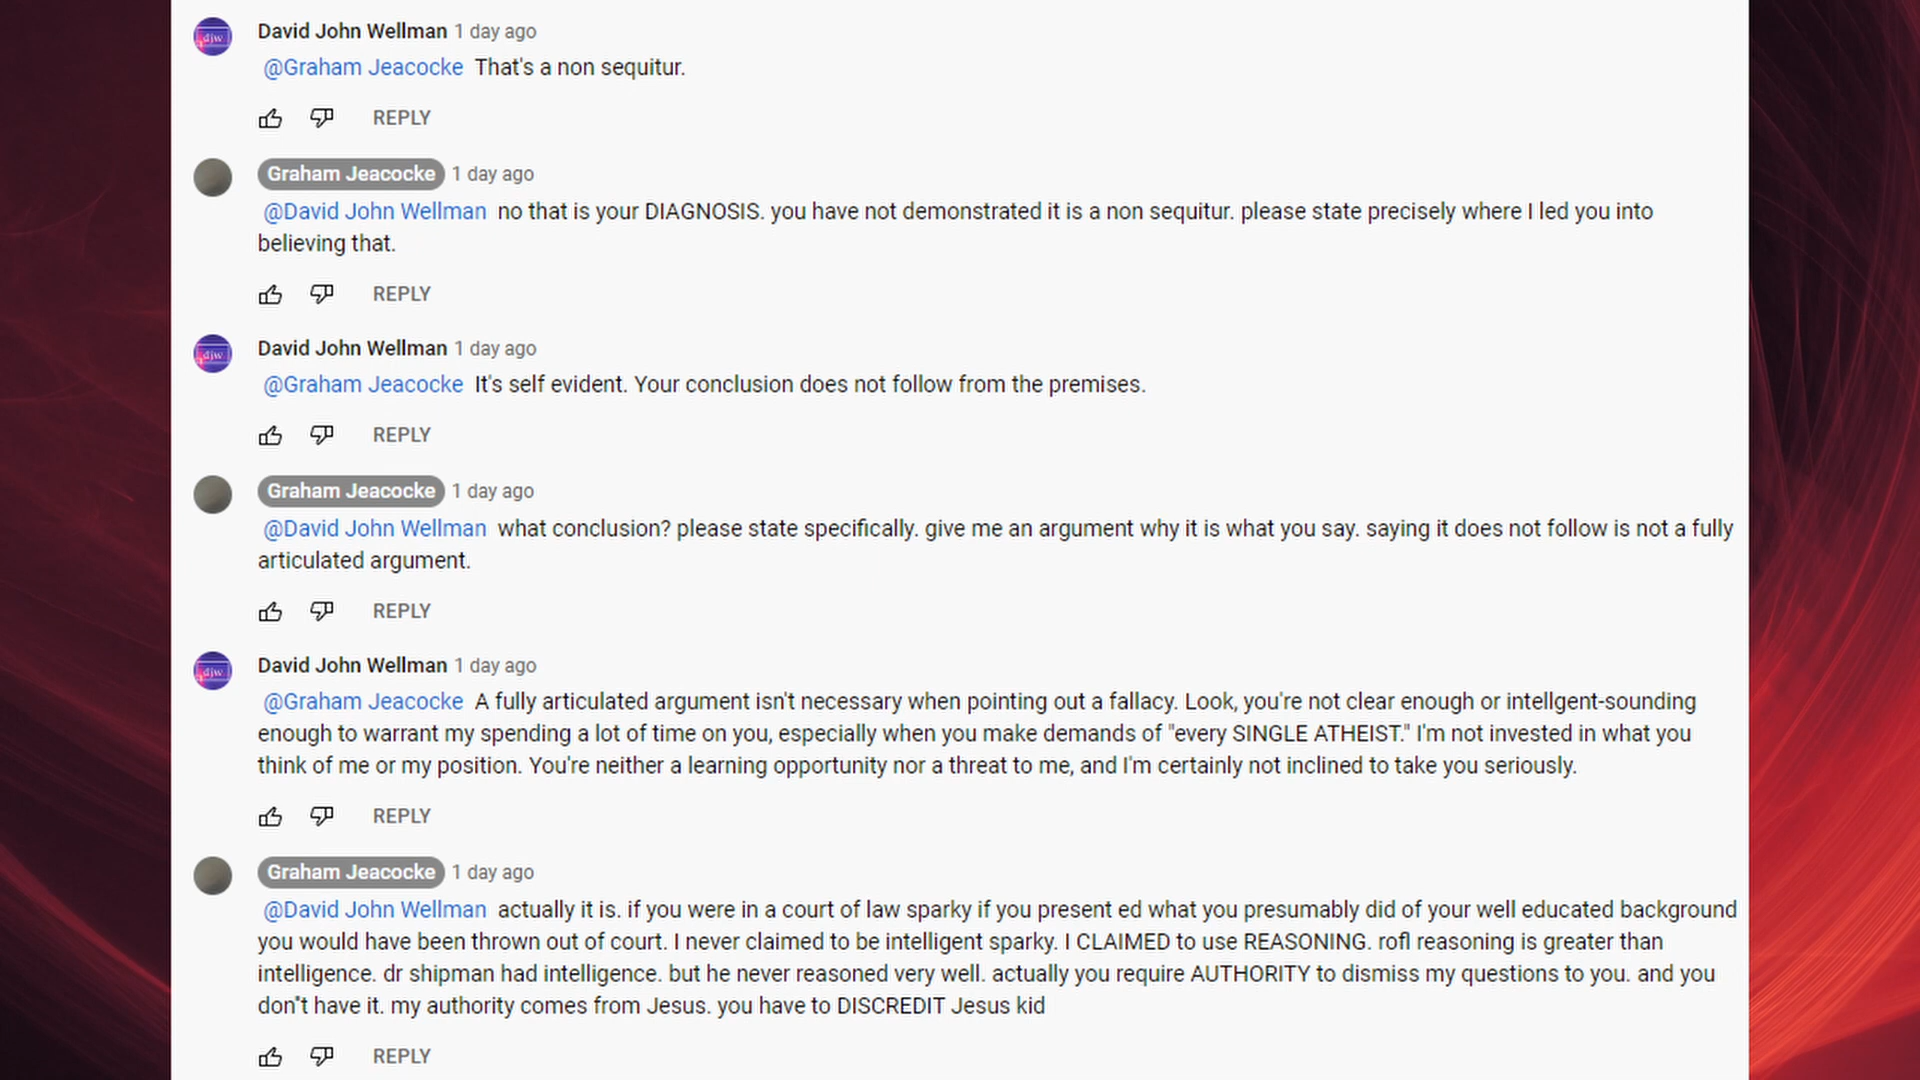 David John Wellman 1 day ago
djw
@Graham Jeacocke That's a non sequitur.
REPLY
Graham Jeacocke 1 day ago
@David John Wellman no that is your DIAGNOSIS. you have not demonstrated it is a non sequitur. please state precisely where I led you into
believing that.
REPLY
David John Wellman 1 day ago
djw
@Graham Jeacocke It's self evident. Your conclusion does not follow from the premises.
REPLY
Graham Jeacocke 1 day ago
@David John Wellman what conclusion? please state specifically. give me an argument why it is what you say. saying it does not follow is not a fully
articulated argument.
REPLY
David John Wellman 1 day ago
djw
@Graham Jeacocke A fully articulated argument isn't necessary when pointing out a fallacy. Look, you're not clear enough or intellgent-sounding
enough to warrant my spending a lot of time on you, especially when you make demands of "every SINGLE ATHEIST." I'm not invested in what you
think of me or my position. You're neither a learning opportunity nor a threat to me, and I'm certainly not inclined to take you seriously.
REPLY
Graham Jeacocke 1 day ago
@David John Wellman actually it is. if you were in a court of law sparky if you present ed what you presumably did of your well educated background
you would have been thrown out of court. I never claimed to be intelligent sparky. I CLAIMED to use REASONING. rofl reasoning is greater than
intelligence. dr shipman had intelligence. but he never reasoned very well. actually you require AUTHORITY to dismiss my questions to you. and you
don"t have it. my authority comes from Jesus. you have to DISCREDIT Jesus kid
REPLY